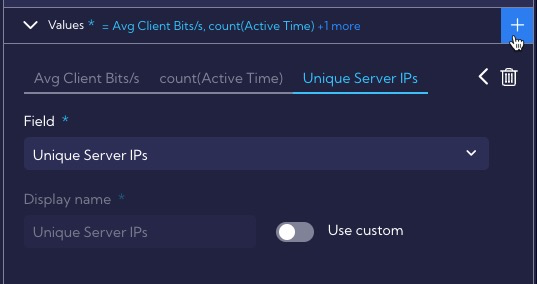 Values * = Avg Client Bits/s, count(Active Time) +1 more
Avg Client Bits/s count(Active Time) Unique Server IPs
Field *
Unique Server IPs
Display name *
Unique Server IPs Use custom